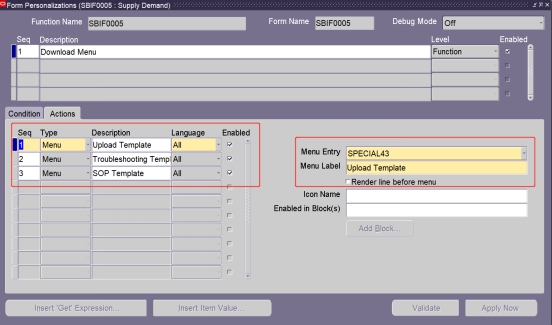 Form Personalizations (SBIF0005 : Supply Demand)
Function Name SBIF0005 Form Name SBIF0005 Debug Mode Off
Seq Description Level Enabled
1 Download Menu Function
Condition Actions
Seq Type Description Language Enabled
1 Menu Upload Template All
2 Menu Troubleshooting Templ All
3 Menu SOP Template All
Menu Entry SPECIAL43
Menu Label Upload Template
Render line before menu
Icon Name
Enabled in Block(s)
Add Block...
Insert 'Get' Expression... Insert Item Value... Validate Apply Now